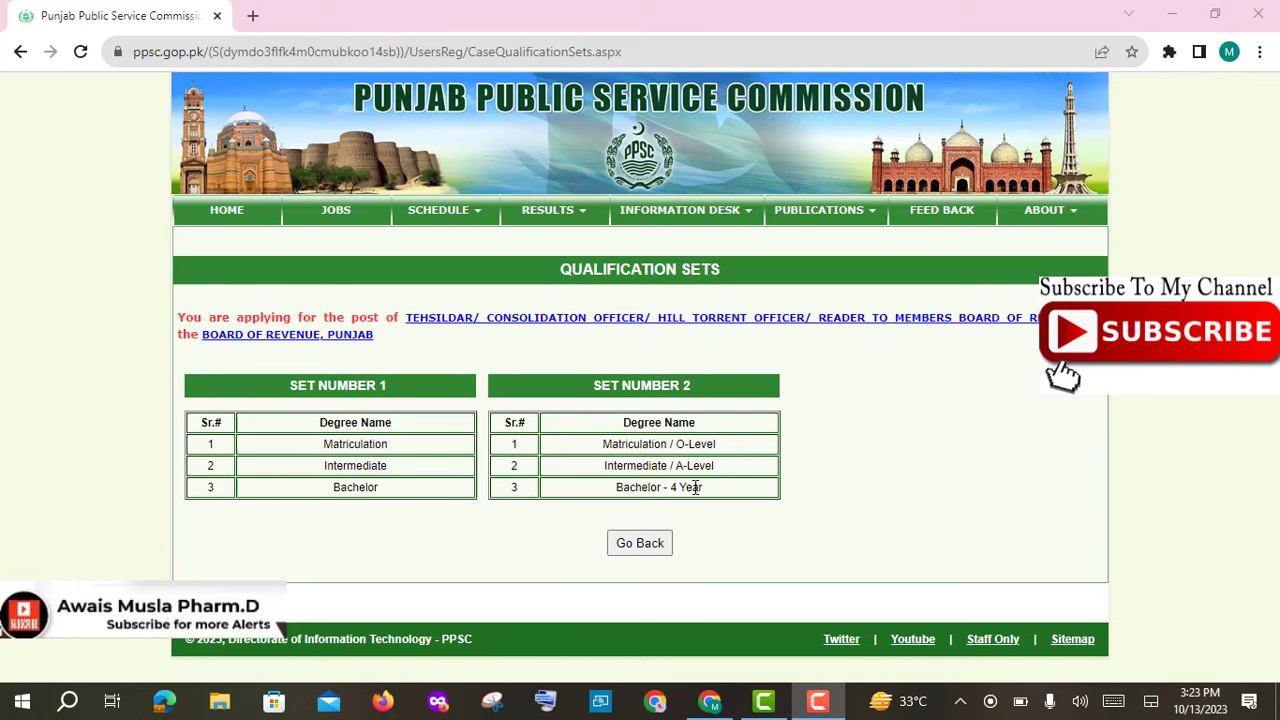 Punjab Public Service Commissi
ppsc.gop.pk/(S(dymdo3flfk4m0cmubkoo14sb))/UsersReg/CaseQualificationSets.aspx
M
PUNJAB PUBLIC SERVICE COMMISSION
PPSC
HOME JOBS SCHEDULE RESULTS INFORMATION DESK PUBLICATIONS FEED BACK ABOUT
QUALIFICATION SETS
You are applying for the post of TEHSILDAR/ CONSOLIDATION OFFICER/ HILL TORRENT OFFICER/ READER TO MEMBERS BOARD OF
the BOARD OF REVENUE, PUNJAB
Subscribe To My Channel
SUBSCRIBE
SET NUMBER 1 SET NUMBER 2
Sr.# Degree Name Sr.# Degree Name
1 Matriculation 1 Matriculation / O-Level
2 Intermediate 2 Intermediate / A-Level
3 Bachelor 3 Bachelor - 4 Year
Go Back
SUBSCRIBE
Awais Musla Pharm.D
Subscribe for more Alerts
© 2023, Directorate of Information Technology - PPSC Twitter | Youtube | Staff Only | Sitemap
M
33°C
3:23 PM
10/13/2023